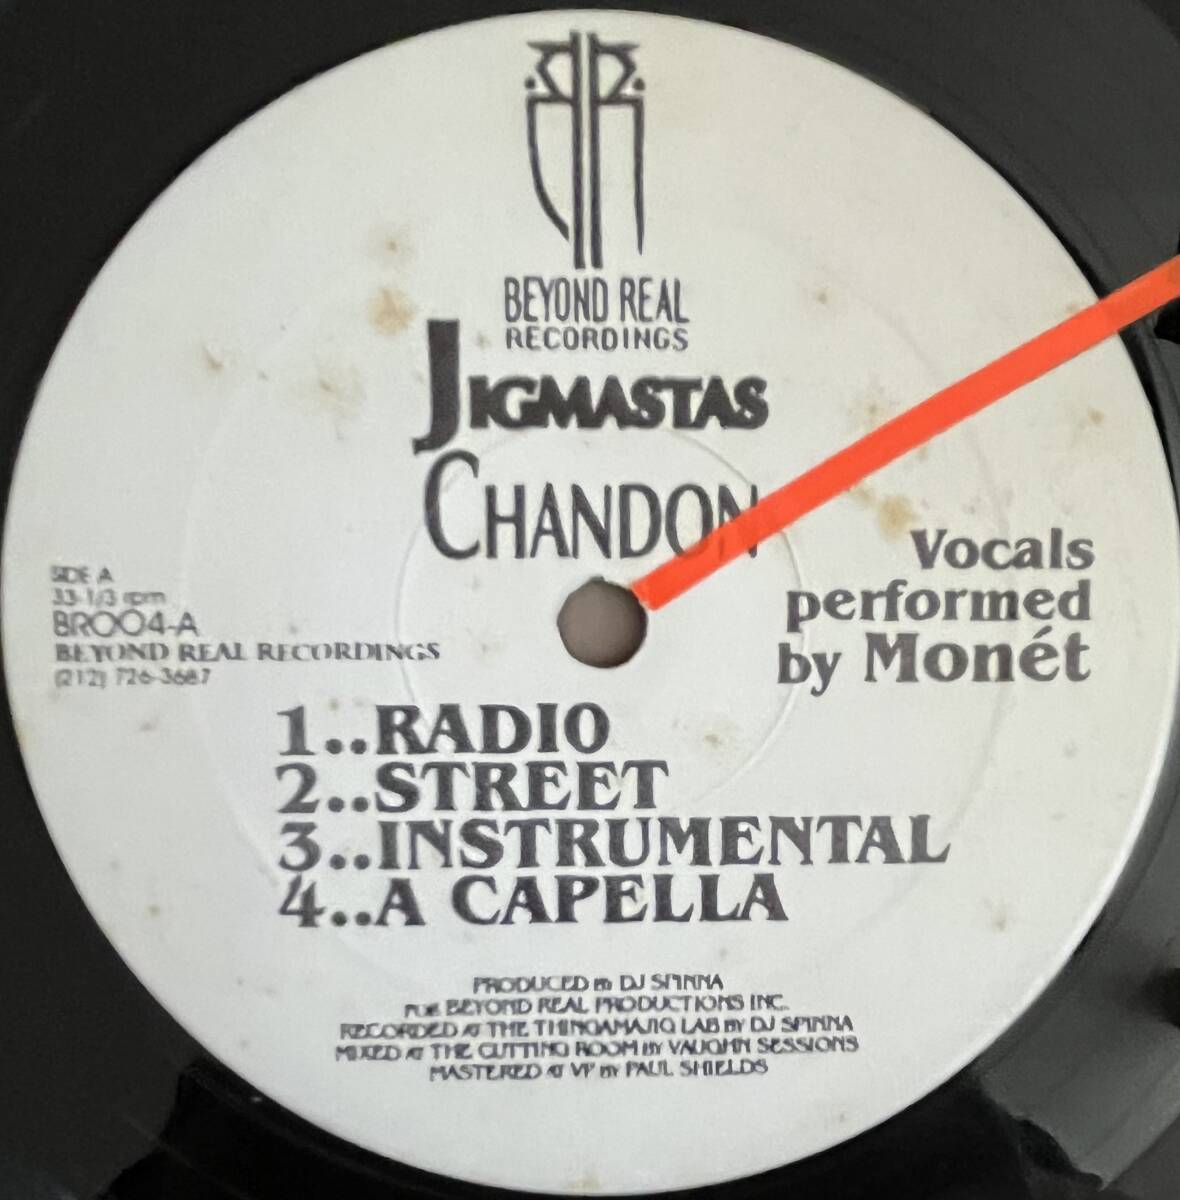 BEYOND REAL
RECORDINGS
JIGMASTAS
CHANDON
Vocals
performed
by Monét
SIDE A
33-1/3 rpm
BR004-A
BEYOND REAL RECORDINGS
(212) 726-3687
1..RADIO
2..STREET
3..INSTRUMENTAL
4..A CAPELLA
PRODUCED BY DJ SPINNA
FOR BEYOND REAL PRODUCTIONS INC.
RECORDED AT THE THINGAMAJIG LAB BY DJ SPINNA
MIXED AT THE CUTTING ROOM BY VAUGHN SESSIONS
MASTERED AT VP BY PAUL SHIELDS